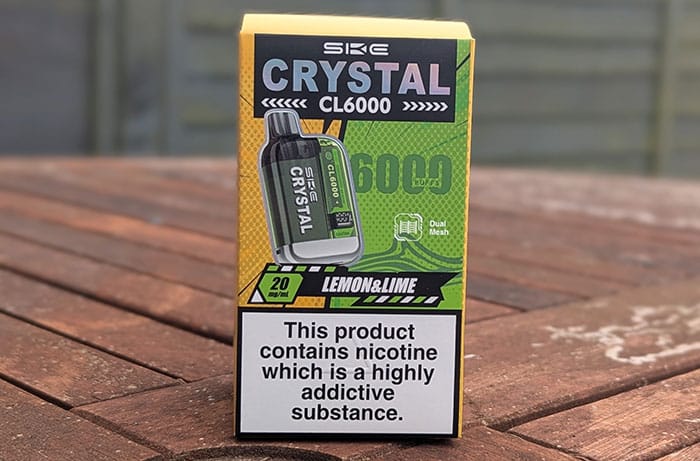 SKE
CRYSTAL
CL6000
SKE
CRYSTAL
CL6000
6000
PUFFS
Dual
Mesh
20
mg/mL
LEMON&LIME
This product
contains nicotine
which is a highly
addictive
substance.